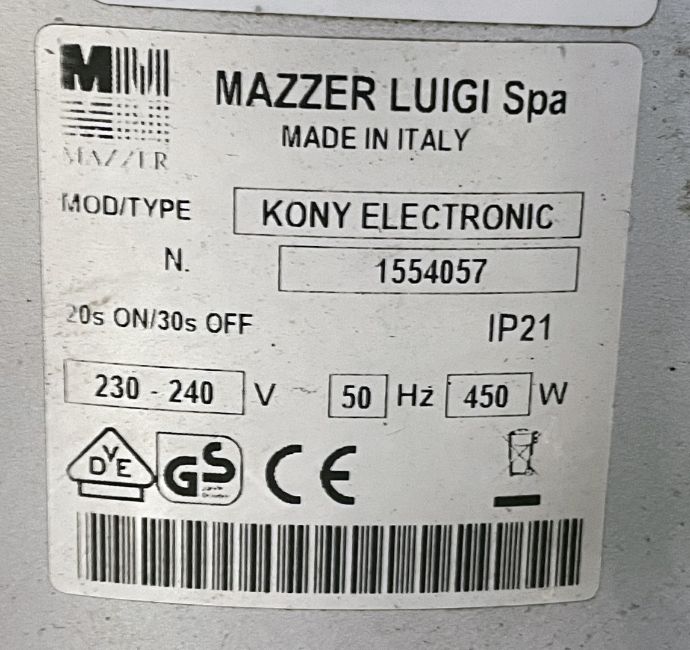 M
MAZZER
MAZZER LUIGI Spa
MADE IN ITALY
MOD/TYPE KONY ELECTRONIC
N. 1554057
20s ON/30s OFF IP21
230 - 240 V ~ 50 Hz 450 W
DVE GS CE